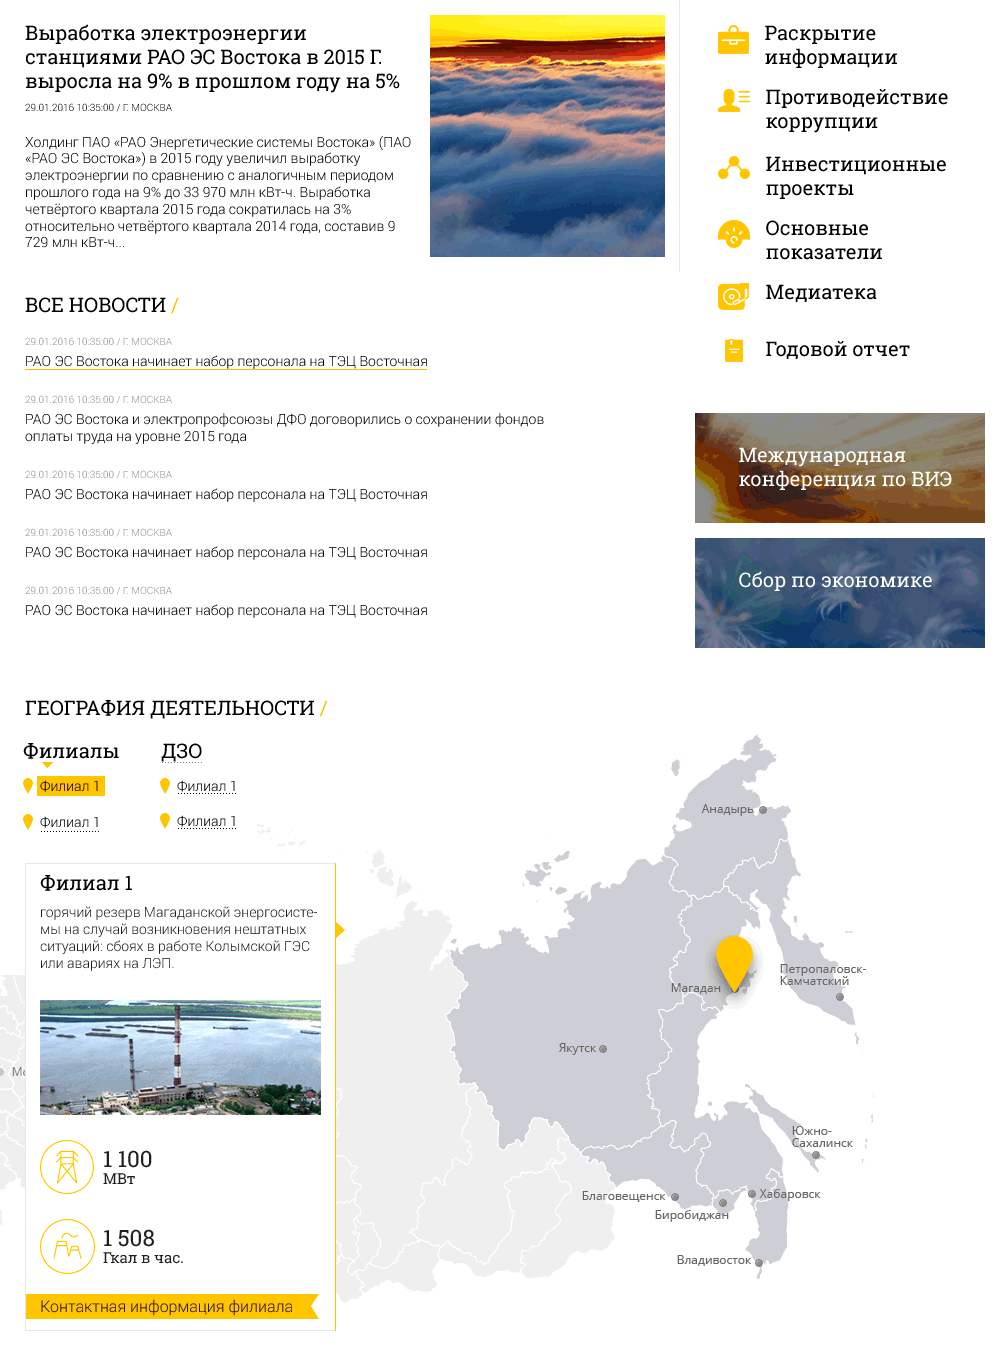 Выработка электроэнергии
станциями РАО ЭС Востока в 2015 Г.
выросла на 9% в прошлом году на 5%
29.01.2016 10:35:00 / Г. МОСКВА
Холдинг ПАО «РАО Энергетические системы Востока» (ПАО
«РАО ЭС Востока») в 2015 году увеличил выработку
электроэнергии по сравнению с аналогичным периодом
прошлого года на 9% до 33 970 млн кВт-ч. Выработка
четвёртого квартала 2015 года сократилась на 3%
относительно четвёртого квартала 2014 года, составив 9
729 млн кВт-ч...
Раскрытие
информации
Противодействие
коррупции
Инвестиционные
проекты
Основные
показатели
Медиатека
Годовой отчет
ВСЕ НОВОСТИ /
29.01.2016 10:35:00 / Г. МОСКВА
РАО ЭС Востока начинает набор персонала на ТЭЦ Восточная
29.01.2016 10:35:00 / Г. МОСКВА
РАО ЭС Востока и электропрофсоюзы ДФО договорились о сохранении фондов
оплаты труда на уровне 2015 года
29.01.2016 10:35:00 / Г. МОСКВА
РАО ЭС Востока начинает набор персонала на ТЭЦ Восточная
29.01.2016 10:35:00 / Г. МОСКВА
РАО ЭС Востока начинает набор персонала на ТЭЦ Восточная
29.01.2016 10:35:00 / Г. МОСКВА
РАО ЭС Востока начинает набор персонала на ТЭЦ Восточная
Международная
конференция по ВИЭ
Сбор по экономике
ГЕОГРАФИЯ ДЕЯТЕЛЬНОСТИ /
Филиалы
ДЗО
Филиал 1
Филиал 1
Филиал 1
Филиал 1
Филиал 1
горячий резерв Магаданской энергосисте-
мы на случай возникновения нештатных
ситуаций: сбоях в работе Колымской ГЭС
или авариях на ЛЭП.
1 100
МВт
1 508
Гкал в час.
Контактная информация филиала
Мо
Анадырь
Петропаловск-
Камчатский
Магадан
Якутск
Южно-
Сахалинск
Благовещенск
Хабаровск
Биробиджан
Владивосток